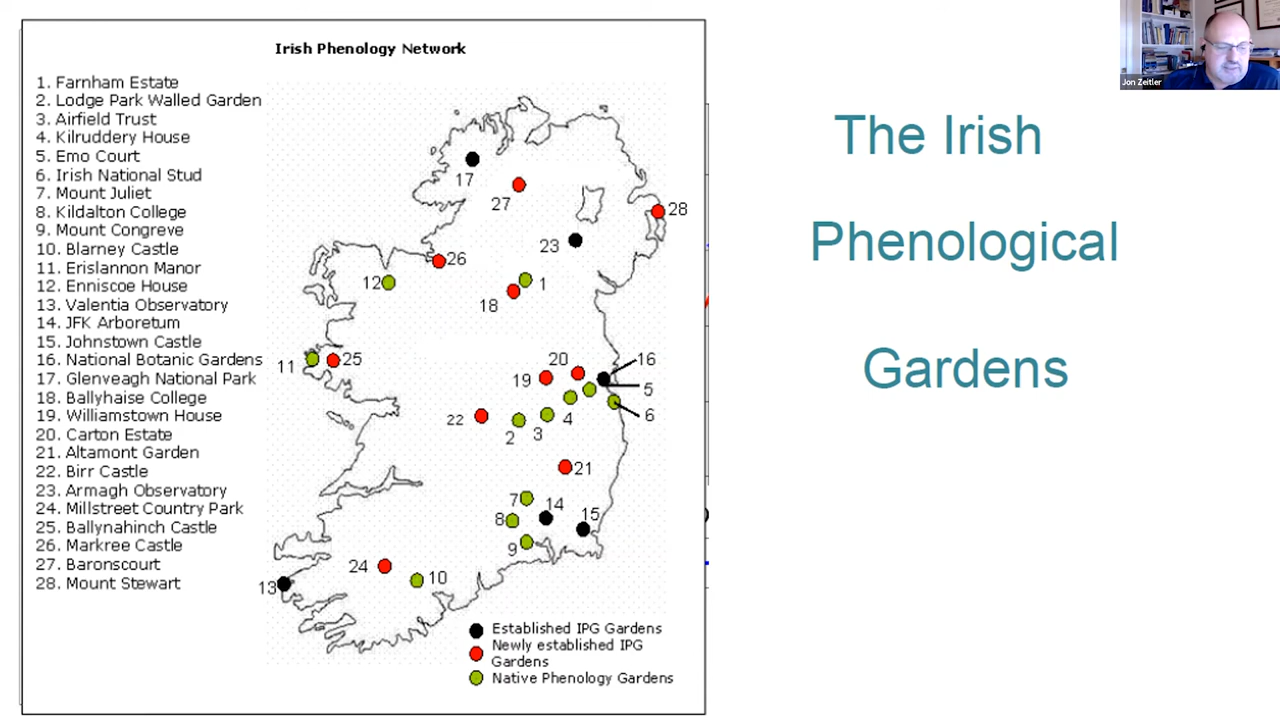 Irish Phenology Network
1. Farnham Estate
2. Lodge Park Walled Garden
3. Airfield Trust
4. Kilruddery House
5. Emo Court
6. Irish National Stud
7. Mount Juliet
8. Kildalton College
9. Mount Congreve
10. Blarney Castle
11. Erislannon Manor
12. Enniscoe House
13. Valentia Observatory
14. JFK Arboretum
15. Johnstown Castle
16. National Botanic Gardens
17. Glenveagh National Park
18. Ballyhaise College
19. Williamstown House
20. Carton Estate
21. Altamont Garden
22. Birr Castle
23. Armagh Observatory
24. Millstreet Country Park
25. Ballynahinch Castle
26. Markree Castle
27. Baronscourt
28. Mount Stewart
17
27
28
23
26
12
1
18
11
25
20
16
19
5
22
4
6
2
3
21
7
14
8
15
9
24
10
13
Established IPG Gardens
Newly established IPG
Gardens
Native Phenology Gardens
The Irish
Phenological
Gardens
Jon Zeitler